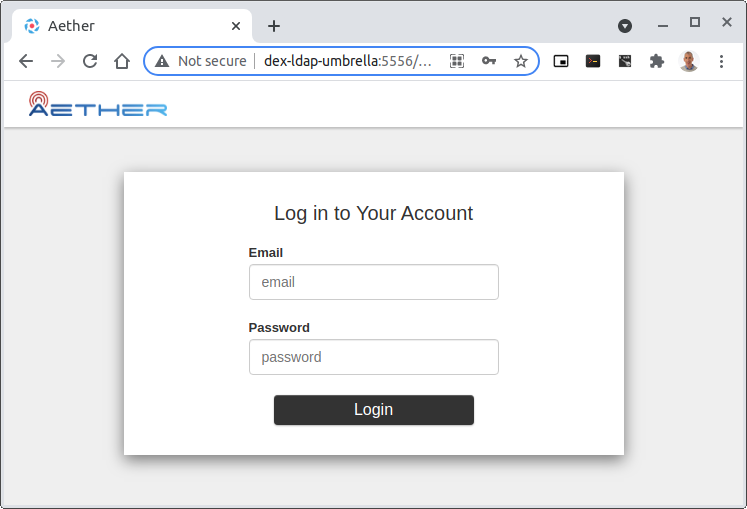 Aether
Not secure dex-ldap-umbrella:5556/...
AETHER
Log in to Your Account
Email
email
Password
password
Login